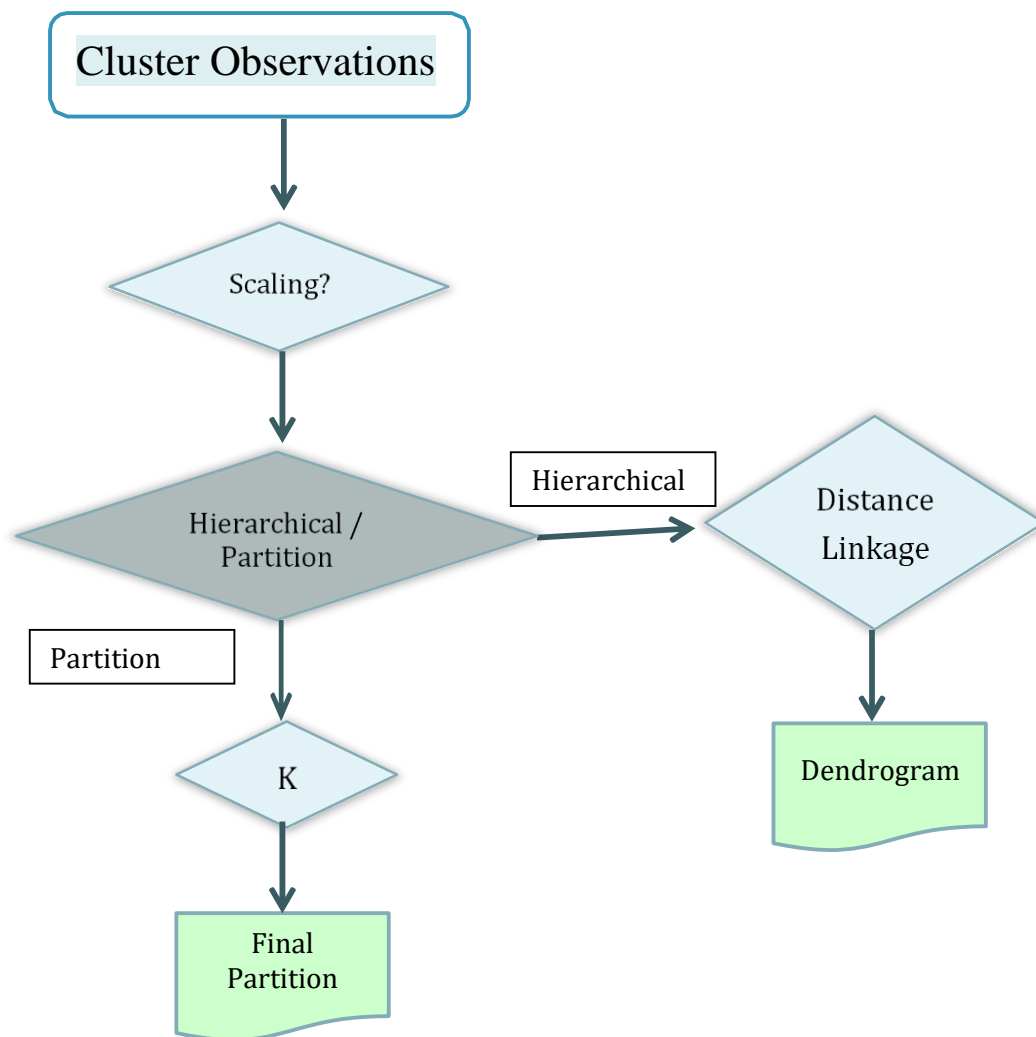 Cluster Observations
Scaling?
Hierarchical /
Partition
Hierarchical
Distance
Linkage
Partition
K
Dendrogram
Final
Partition